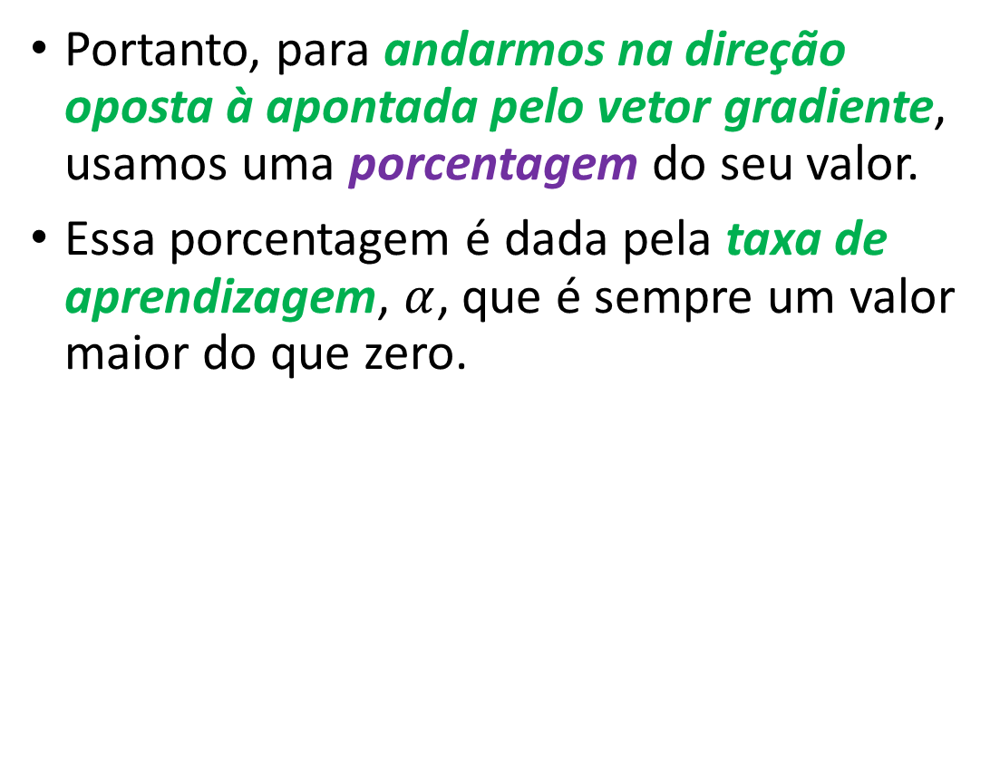 • Portanto, para andarmos na direção
oposta à apontada pelo vetor gradiente,
usamos uma porcentagem do seu valor.
• Essa porcentagem é dada pela taxa de
aprendizagem, 𝛼, que é sempre um valor
maior do que zero.